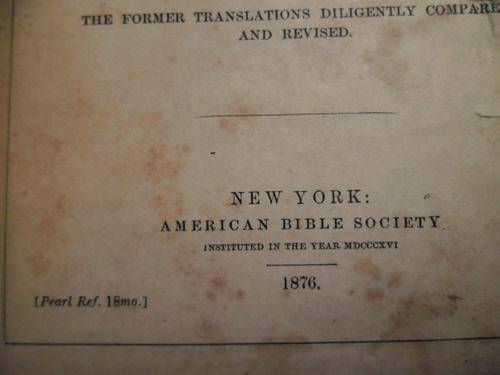 THE FORMER TRANSLATIONS DILIGENTLY COMPARE
AND REVISED.
NEW YORK:
AMERICAN BIBLE SOCIETY.
INSTITUTED IN THE YEAR MDCCCXVI
1876.
[Pearl Ref. 18mo.]